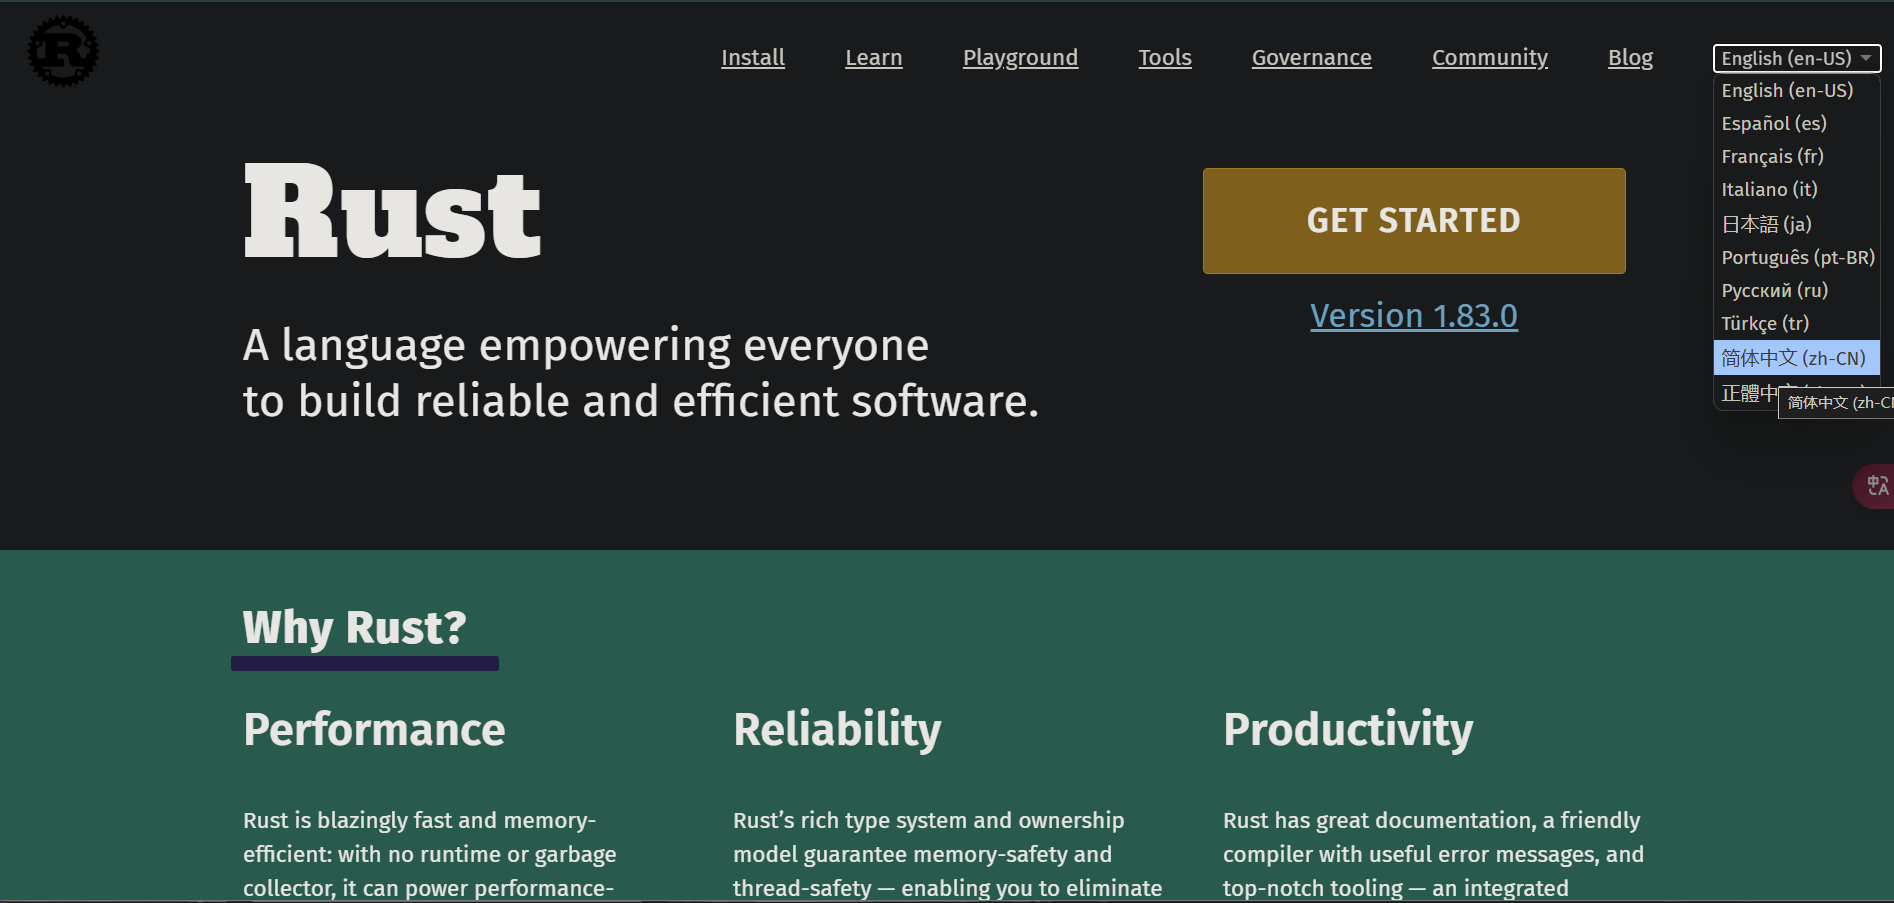 R
Install Learn Playground Tools Governance Community Blog
English (en-US)
English (en-US)
Español (es)
Français (fr)
Italiano (it)
日本語 (ja)
Português (pt-BR)
Русский (ru)
Türkçe (tr)
简体中文 (zh-CN)
正體中
简体中文 (zh-C
Rust
A language empowering everyone
to build reliable and efficient software.
GET STARTED
Version 1.83.0
中A
Why Rust?
Performance
Rust is blazingly fast and memory-
efficient: with no runtime or garbage
collector, it can power performance-
Reliability
Rust’s rich type system and ownership
model guarantee memory-safety and
thread-safety — enabling you to eliminate
Productivity
Rust has great documentation, a friendly
compiler with useful error messages, and
top-notch tooling — an integrated